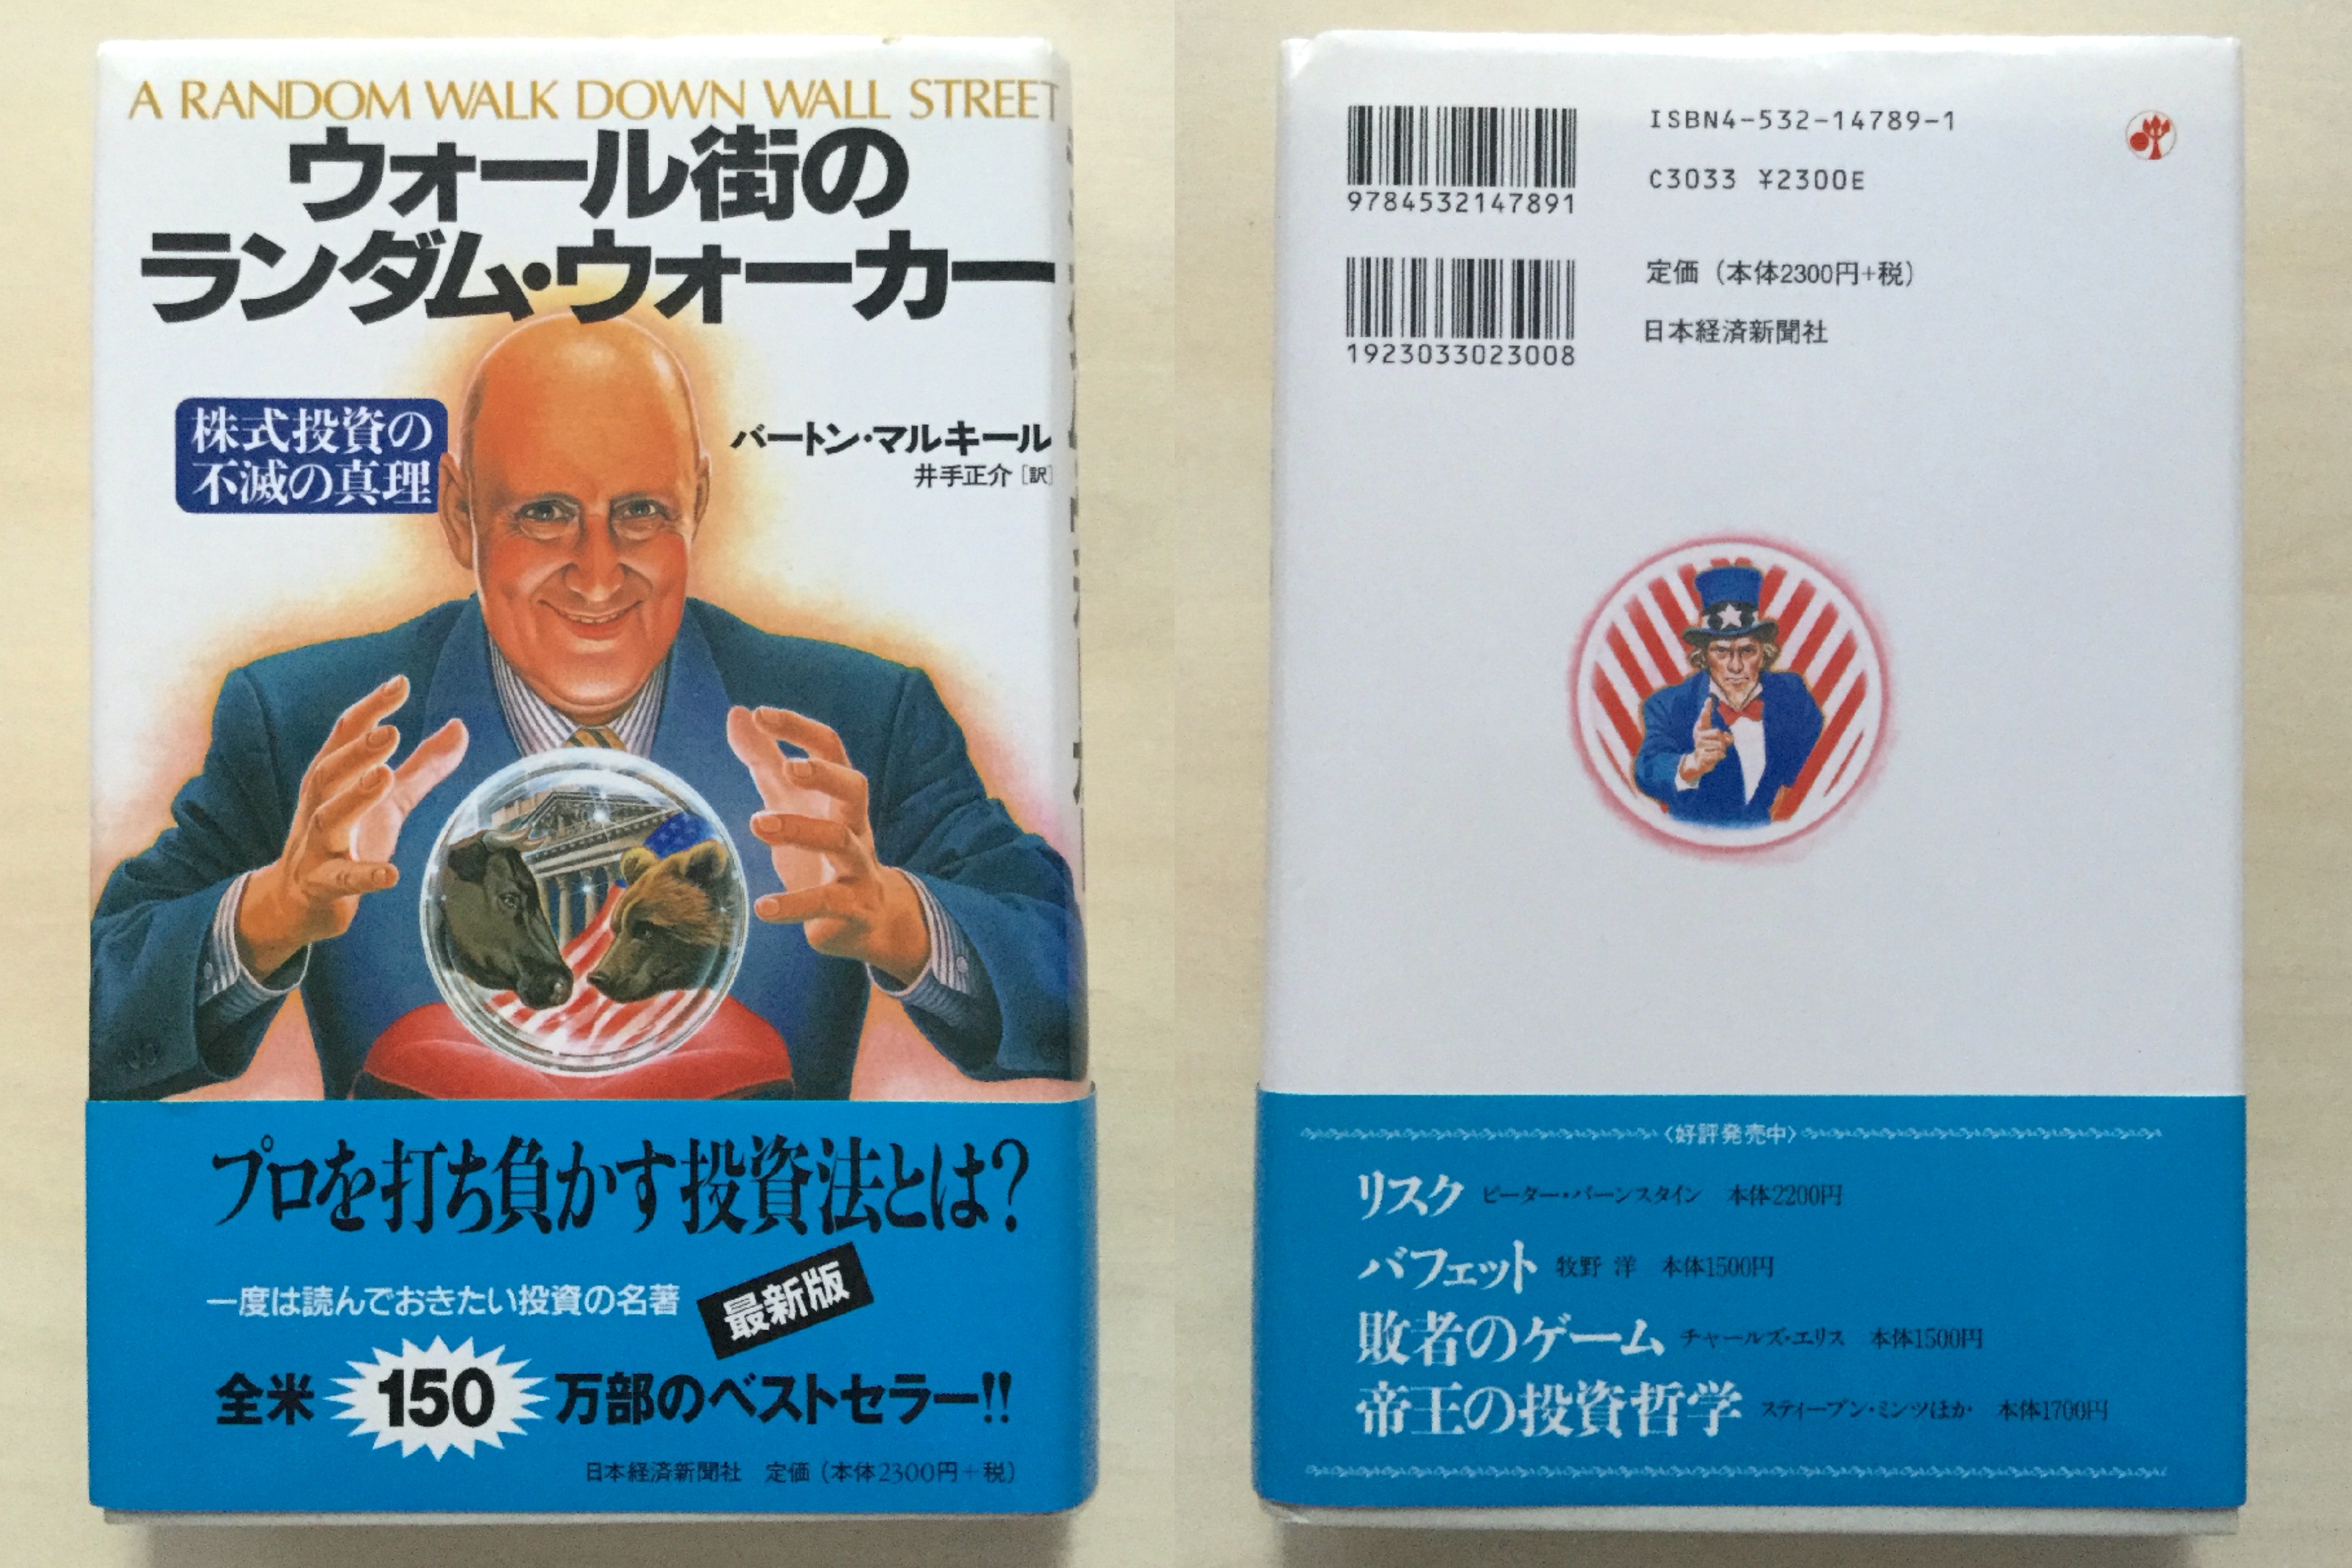 A RANDOM WALK DOWN WALL STREET
ウォール街の
ランダム・ウォーカー
株式投資の
不滅の真理
バートン・マルキール
井手正介［訳］
プロを打ち負かす投資法とは？
一度は読んでおきたい投資の名著
最新版
全米150万部のベストセラー!!
日本経済新聞社 定価（本体2300円＋税）
ISBN4-532-14789-1
C3033 ¥2300E
9784532147891
定価（本体2300円+税）
日本経済新聞社
1923033023008
〈好評発売中〉
リスク ピーター・バーンスタイン 本体2200円
バフェット 牧野 洋 本体1500円
敗者のゲーム チャールズ・エリス 本体1500円
帝王の投資哲学 スティーブン・ミンツほか 本体1700円